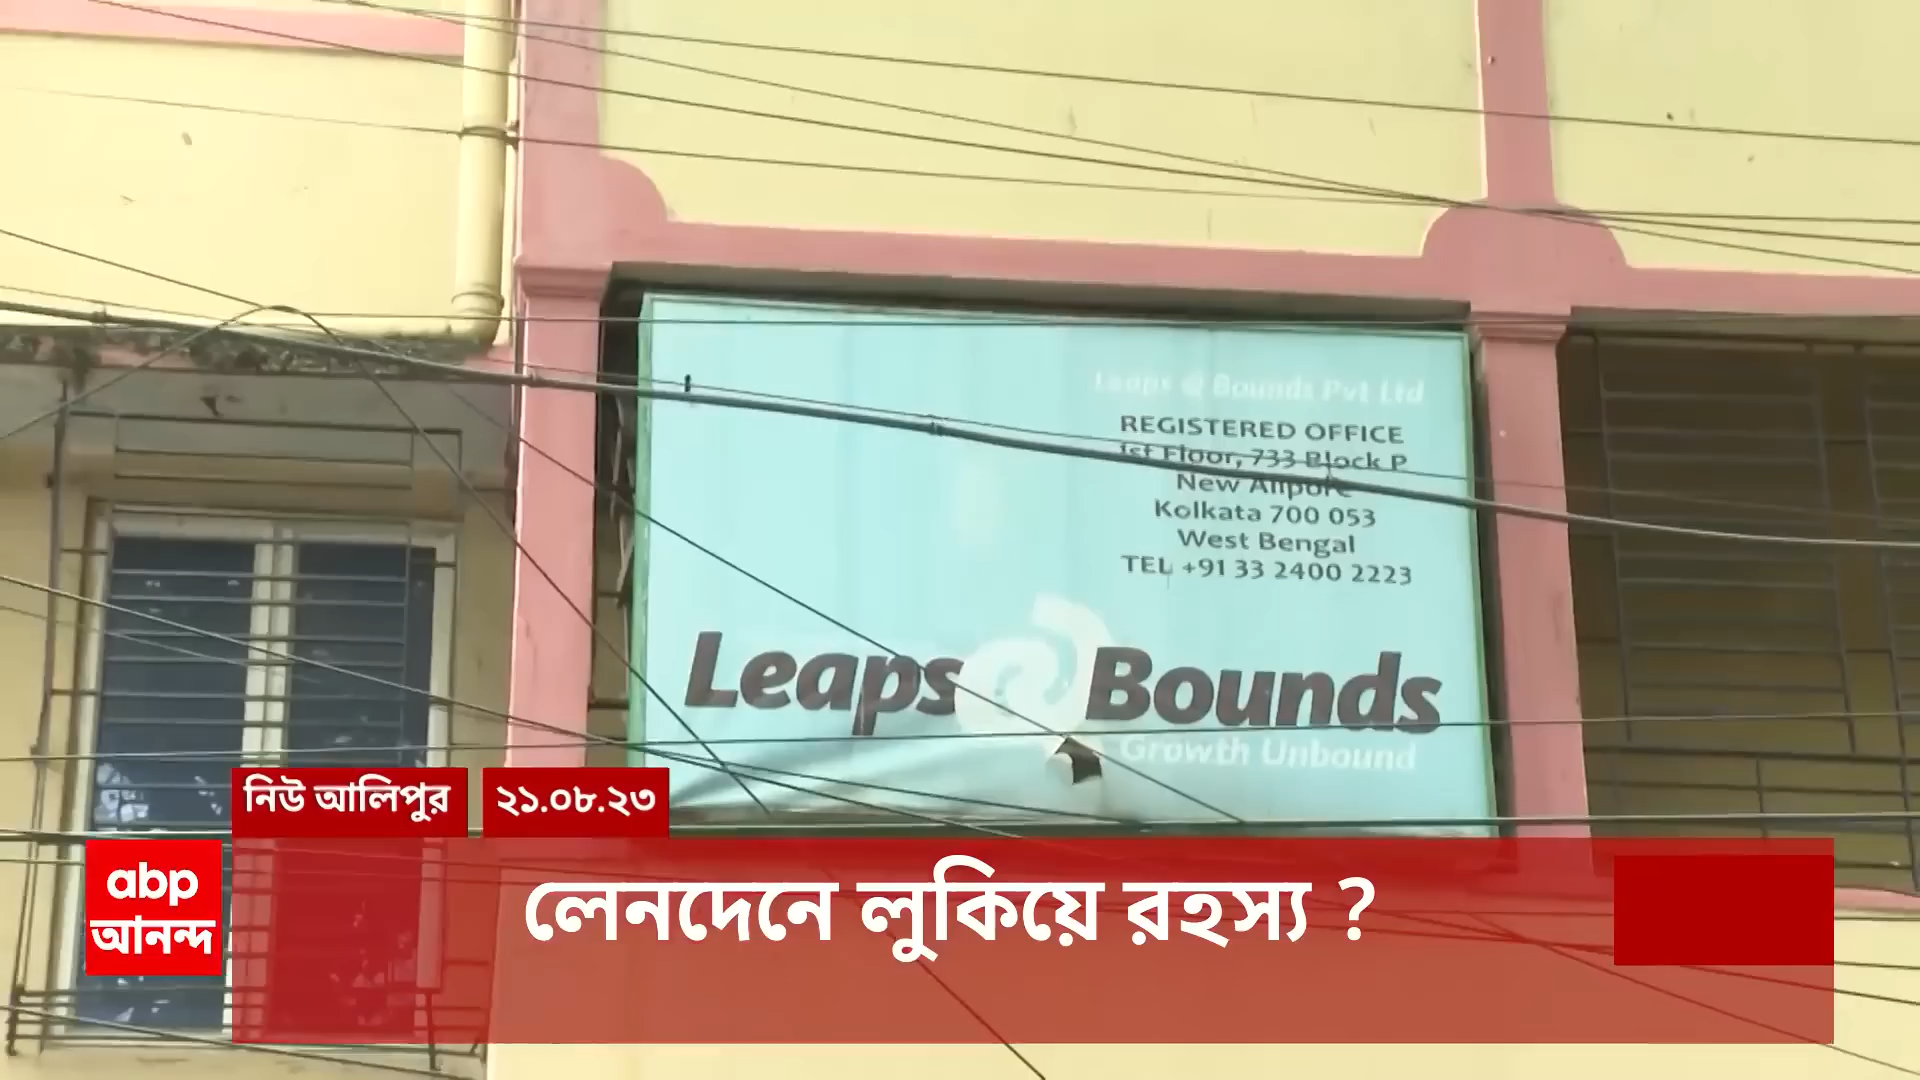 Leaps @ Bounds Pvt Ltd
REGISTERED OFFICE
1st Floor, 733 Block P
New Alipore
Kolkata 700 053
West Bengal
TEL +91 33 2400 2223
Leaps @ Bounds
Growth Unbound
নিউ আলিপুর
২১.০৮.২৩
abp
আনন্দ
লেনদেনে লুকিয়ে রহস্য ?